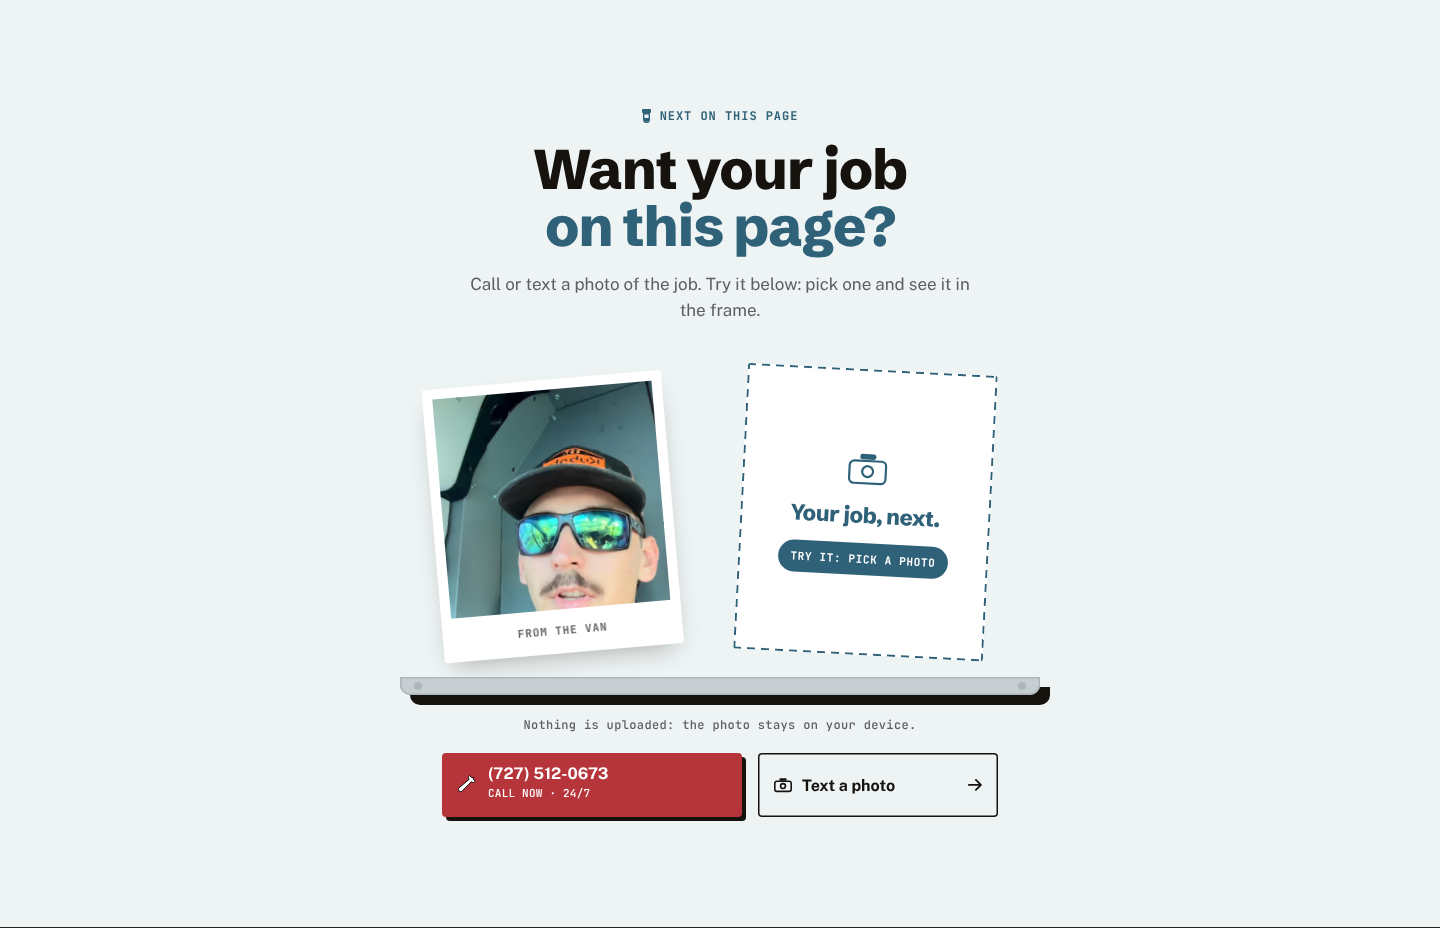 NEXT ON THIS PAGE
Want your job
on this page?
Call or text a photo of the job. Try it below: pick one and see it in
the frame.
FROM THE VAN
Your job, next.
TRY IT: PICK A PHOTO
Nothing is uploaded: the photo stays on your device.
(727) 512-0673
CALL NOW · 24/7
Text a photo